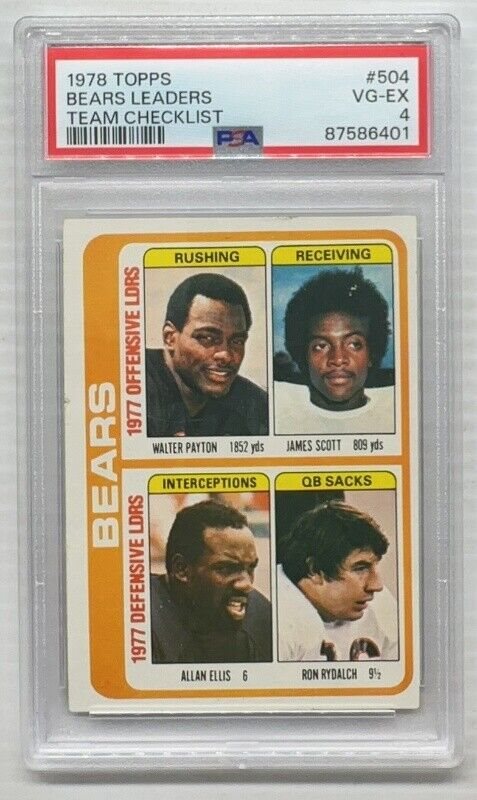 1978 TOPPS #504
BEARS LEADERS VG-EX
TEAM CHECKLIST 4
PSA 87586401
BEARS
1977 OFFENSIVE LDRS
RUSHING
WALTER PAYTON 1852 yds
RECEIVING
JAMES SCOTT 809 yds
1977 DEFENSIVE LDRS
INTERCEPTIONS
ALLAN ELLIS 6
QB SACKS
RON RYDALCH 9½